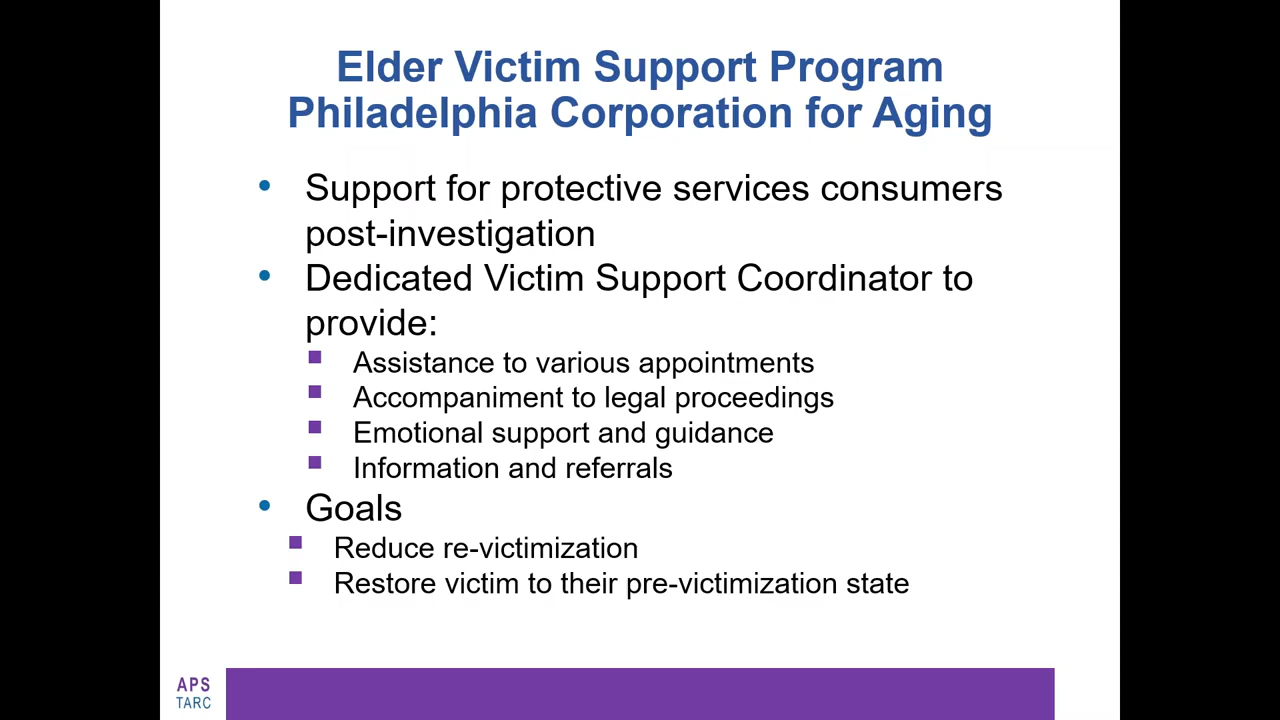 Elder Victim Support Program
Philadelphia Corporation for Aging
• Support for protective services consumers
post-investigation
• Dedicated Victim Support Coordinator to
provide:
▪ Assistance to various appointments
▪ Accompaniment to legal proceedings
▪ Emotional support and guidance
▪ Information and referrals
• Goals
▪ Reduce re-victimization
▪ Restore victim to their pre-victimization state
APS
TARC